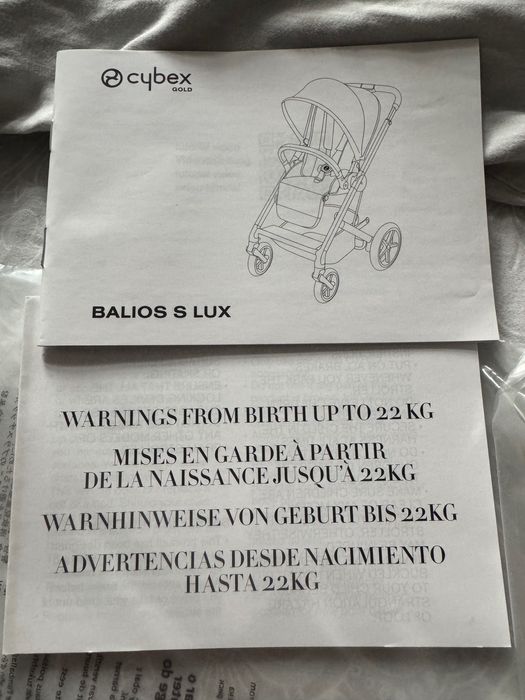 cybex
GOLD
BALIOS S LUX
WARNINGS FROM BIRTH UP TO 22 KG
MISES EN GARDE À PARTIR
DE LA NAISSANCE JUSQU'À 22KG
WARNHINWEISE VON GEBURT BIS 22KG
ADVERTENCIAS DESDE NACIMIENTO
HASTA 22KG